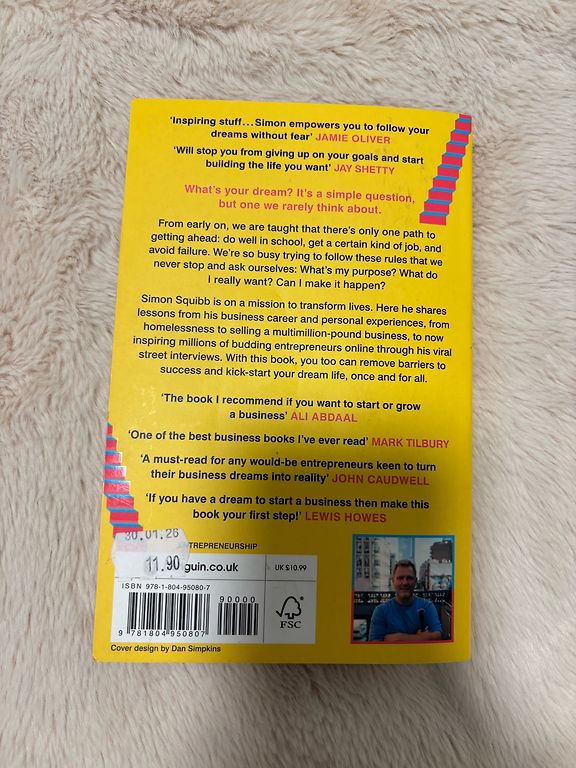 ‘Inspiring stuff...Simon empowers you to follow your
dreams without fear’ JAMIE OLIVER
‘Will stop you from giving up on your goals and start
building the life you want’ JAY SHETTY
What's your dream? It's a simple question,
but one we rarely think about.
From early on, we are taught that there's only one path to
getting ahead: do well in school, get a certain kind of job, and
avoid failure. We're so busy trying to follow these rules that we
never stop and ask ourselves: What's my purpose? What do
I really want? Can I make it happen?
Simon Squibb is on a mission to transform lives. Here he shares
lessons from his business career and personal experiences, from
homelessness to selling a multimillion-pound business, to now
inspiring millions of budding entrepreneurs online through his viral
street interviews. With this book, you too can remove barriers to
success and kick-start your dream life, once and for all.
‘The book I recommend if you want to start or grow
a business’ ALI ABDAAL
‘One of the best business books I've ever read’ MARK TILBURY
‘A must-read for any would-be entrepreneurs keen to turn
their business dreams into reality’ JOHN CAUDWELL
‘If you have a dream to start a business then make this
book your first step!’ LEWIS HOWES
30.01.26
NTREPRENEURSHIP
11.90
guin.co.uk
UK £10.99
ISBN 978-1-804-95080-7
90000
9 781804 950807
FSC
Cover design by Dan Simpkins